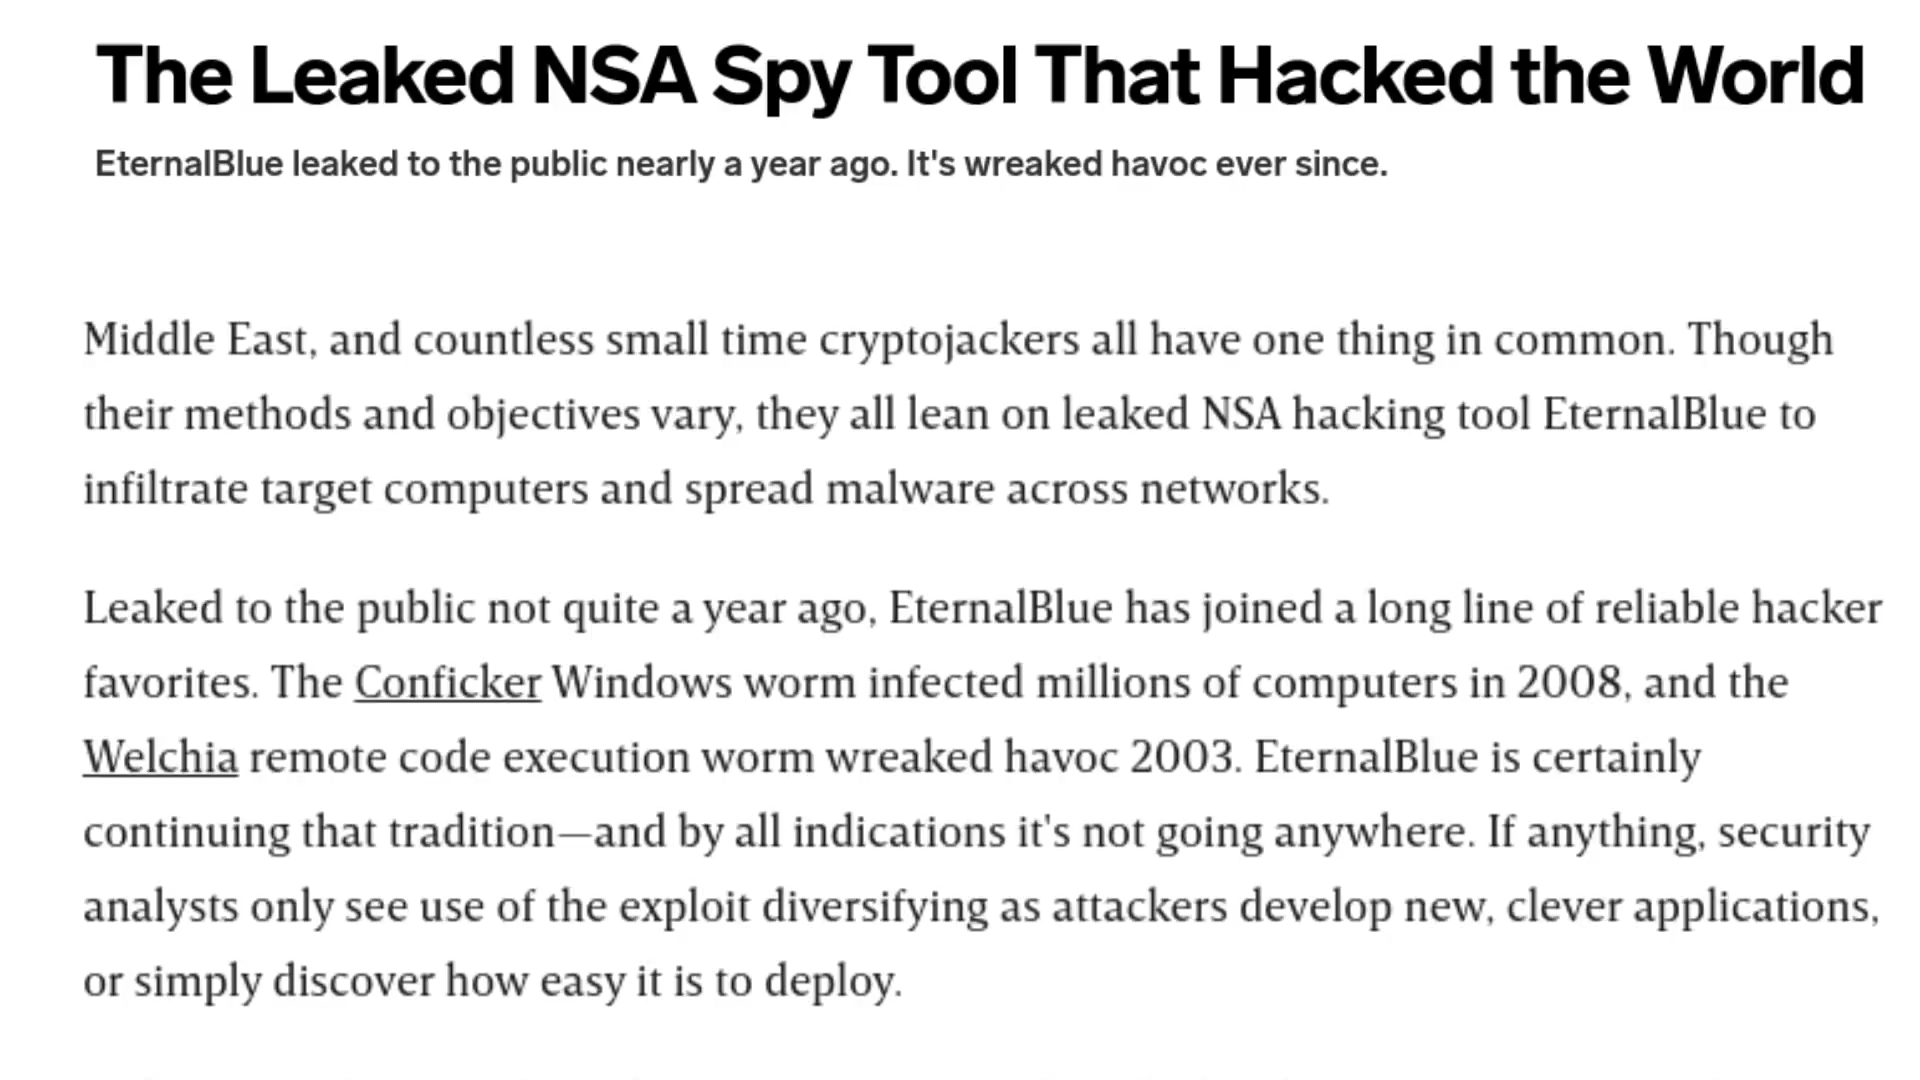 The Leaked NSA Spy Tool That Hacked the World
EternalBlue leaked to the public nearly a year ago. It's wreaked havoc ever since.
Middle East, and countless small time cryptojackers all have one thing in common. Though
their methods and objectives vary, they all lean on leaked NSA hacking tool EternalBlue to
infiltrate target computers and spread malware across networks.
Leaked to the public not quite a year ago, EternalBlue has joined a long line of reliable hacker
favorites. The Conficker Windows worm infected millions of computers in 2008, and the
Welchia remote code execution worm wreaked havoc 2003. EternalBlue is certainly
continuing that tradition—and by all indications it's not going anywhere. If anything, security
analysts only see use of the exploit diversifying as attackers develop new, clever applications,
or simply discover how easy it is to deploy.